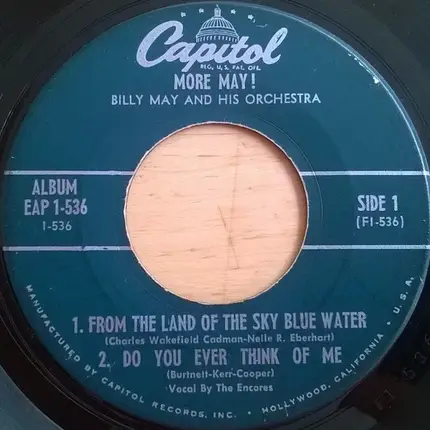 Capitol
REG. U.S. PAT. OFF.
MORE MAY!
BILLY MAY AND HIS ORCHESTRA
ALBUM
EAP 1-536
1-536
SIDE 1
(F1-536)
1. FROM THE LAND OF THE SKY BLUE WATER
(Charles Wakefield Cadman-Nelle R. Eberhart)
2. DO YOU EVER THINK OF ME
(Burtnett-Kerr-Cooper)
Vocal By The Encores
MANUFACTURED BY CAPITOL RECORDS, INC. • HOLLYWOOD, CALIFORNIA • U.S.A.